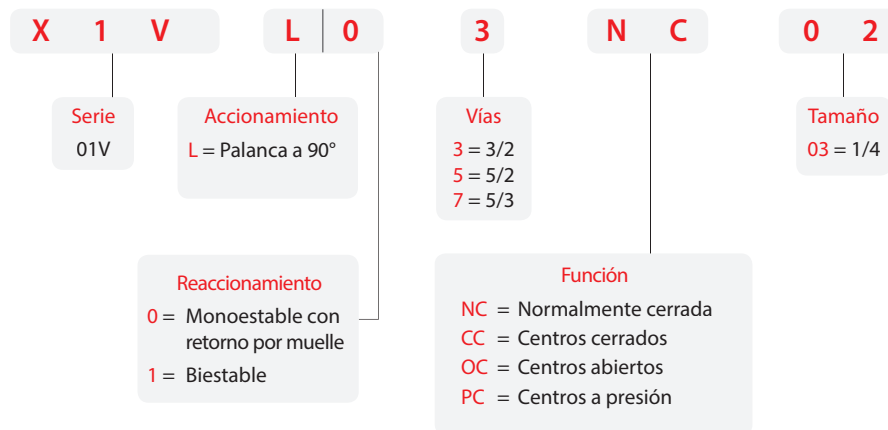 X 1 V L 0 3 N C 0 2
Serie
01V
Accionamiento
L = Palanca a 90°
Vías
3 = 3/2
5 = 5/2
7 = 5/3
Tamaño
03 = 1/4
Reaccionamiento
0 = Monoestable con
retorno por muelle
1 = Biestable
Función
NC = Normalmente cerrada
CC = Centros cerrados
OC = Centros abiertos
PC = Centros a presión